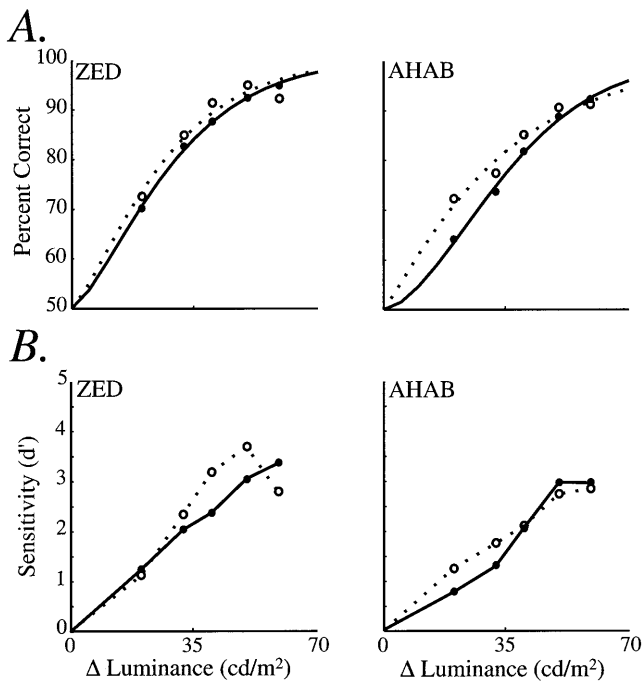 A.
ZED
AHAB
100
90
80
70
60
50
Percent Correct
B.
ZED
AHAB
5
4
3
2
1
0
Sensitivity (d')
0 35 70
0 35 70
Δ Luminance (cd/m²)
Δ Luminance (cd/m²)